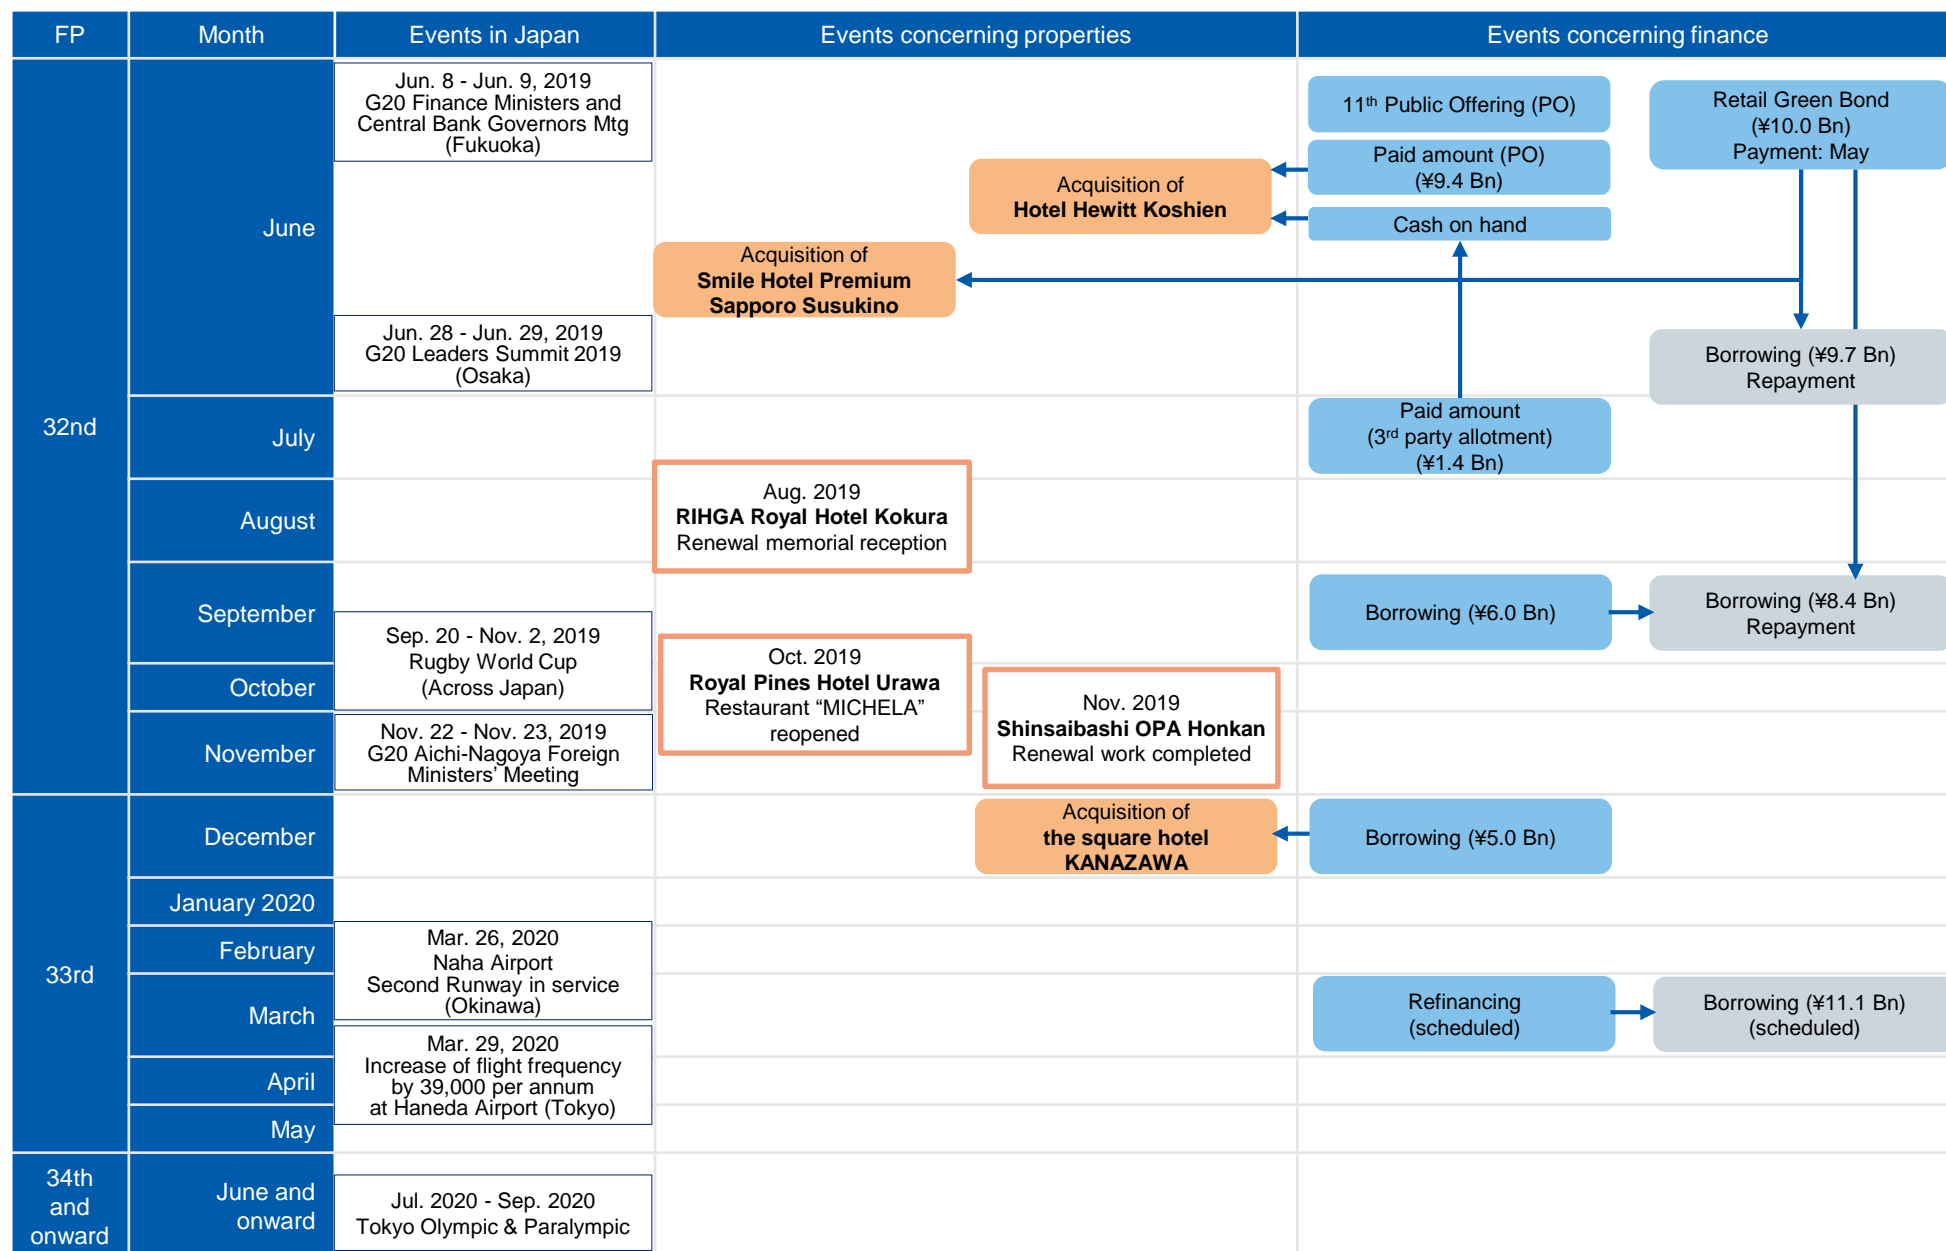 FP
Month
Events in Japan
Events concerning properties
Events concerning finance
32nd
June
Jun. 8 - Jun. 9, 2019
G20 Finance Ministers and
Central Bank Governors Mtg
(Fukuoka)
11th Public Offering (PO)
Retail Green Bond
(¥10.0 Bn)
Payment: May
Acquisition of
Hotel Hewitt Koshien
Paid amount (PO)
(¥9.4 Bn)
Cash on hand
Acquisition of
Smile Hotel Premium
Sapporo Susukino
Jun. 28 - Jun. 29, 2019
G20 Leaders Summit 2019
(Osaka)
Borrowing (¥9.7 Bn)
Repayment
July
Paid amount
(3rd party allotment)
(¥1.4 Bn)
August
Aug. 2019
RIHGA Royal Hotel Kokura
Renewal memorial reception
September
Borrowing (¥6.0 Bn)
Borrowing (¥8.4 Bn)
Repayment
Sep. 20 - Nov. 2, 2019
Rugby World Cup
(Across Japan)
October
Oct. 2019
Royal Pines Hotel Urawa
Restaurant “MICHELA”
reopened
Nov. 2019
Shinsaibashi OPA Honkan
Renewal work completed
November
Nov. 22 - Nov. 23, 2019
G20 Aichi-Nagoya Foreign
Ministers’ Meeting
33rd
December
Acquisition of
the square hotel
KANAZAWA
Borrowing (¥5.0 Bn)
January 2020
February
Mar. 26, 2020
Naha Airport
Second Runway in service
(Okinawa)
March
Refinancing
(scheduled)
Borrowing (¥11.1 Bn)
(scheduled)
Mar. 29, 2020
Increase of flight frequency
by 39,000 per annum
at Haneda Airport (Tokyo)
April
May
34th
and
onward
June and
onward
Jul. 2020 - Sep. 2020
Tokyo Olympic & Paralympic